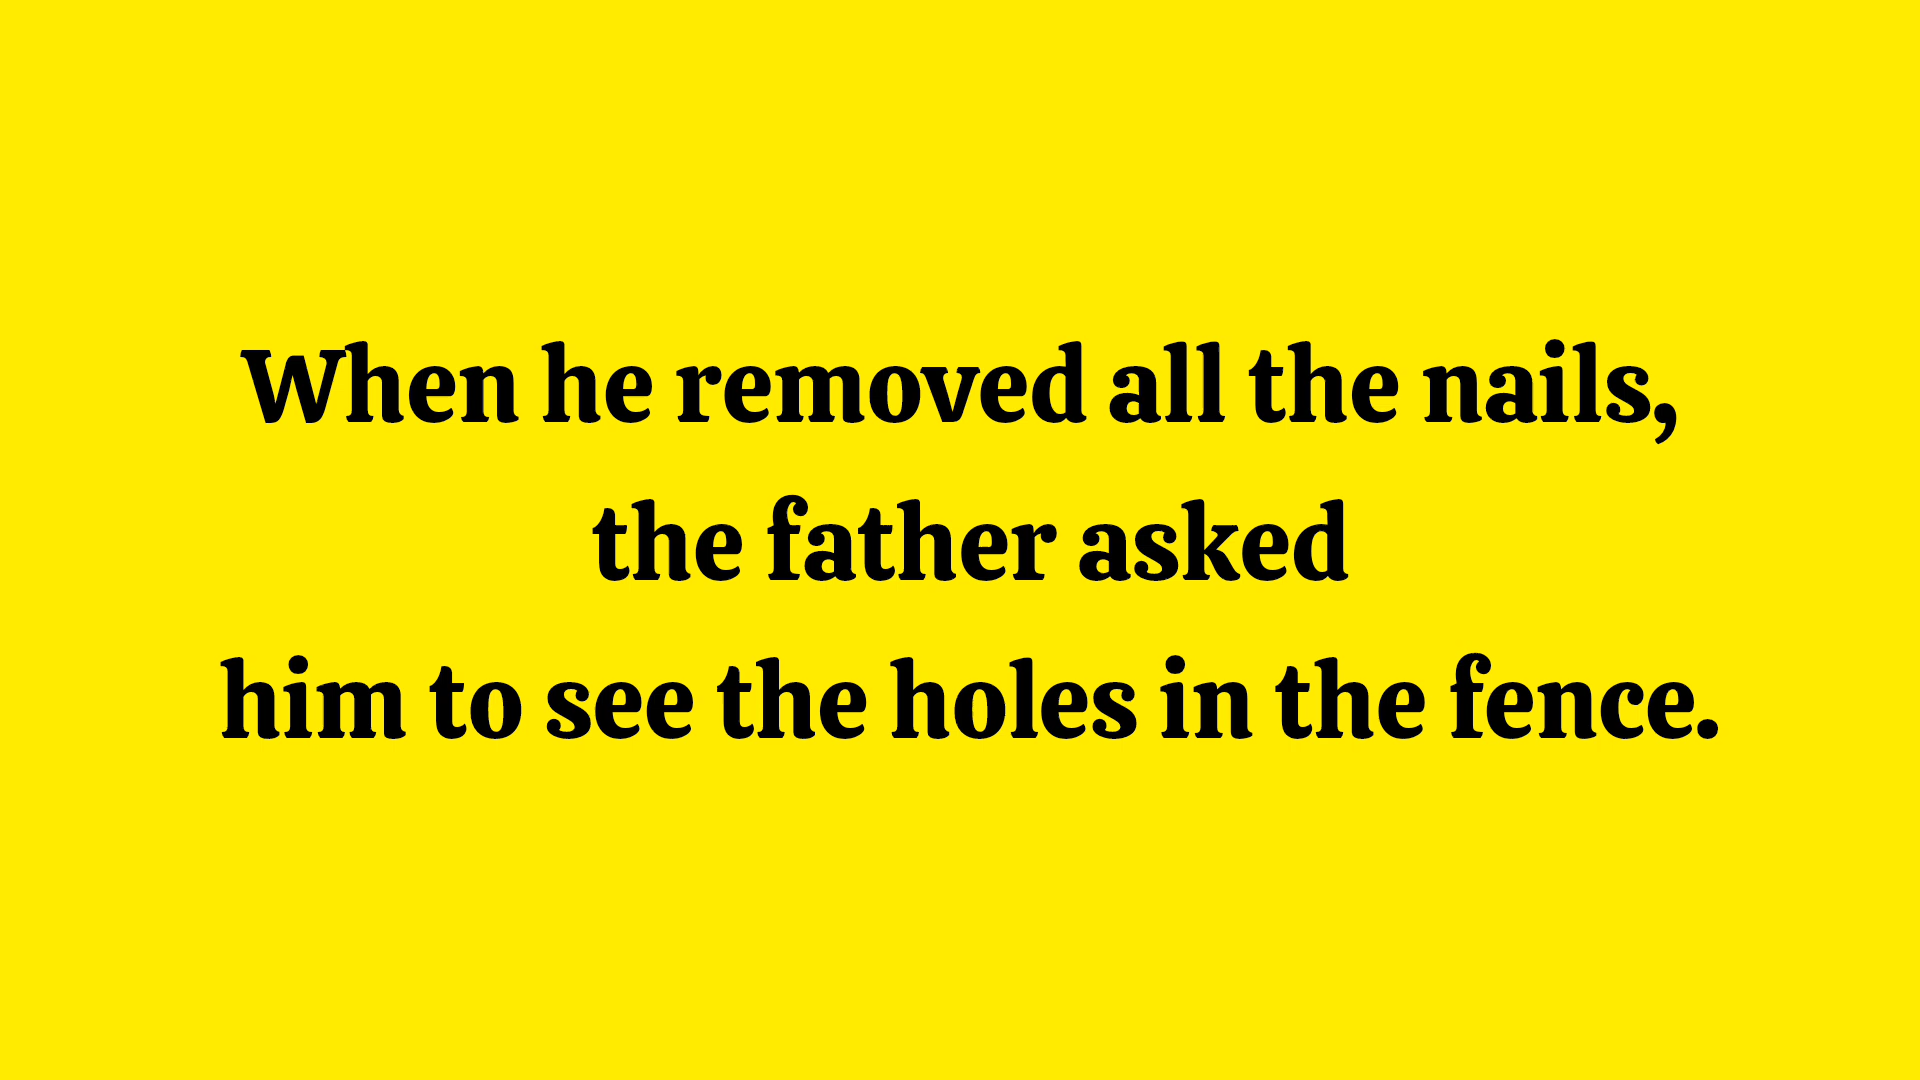 When he removed all the nails,
the father asked
him to see the holes in the fence.